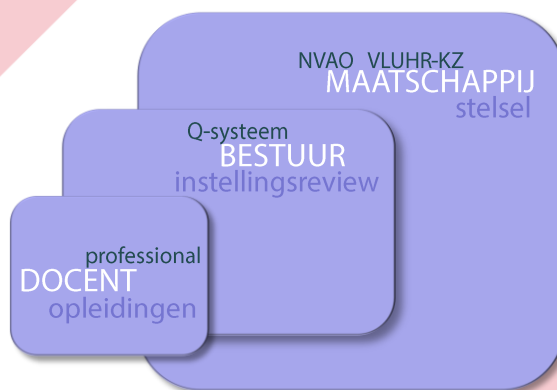 NVAO VLUHR-KZ
MAATSCHAPPIJ
stelsel
Q-systeem
BESTUUR
instellingsreview
professional
DOCENT
opleidingen